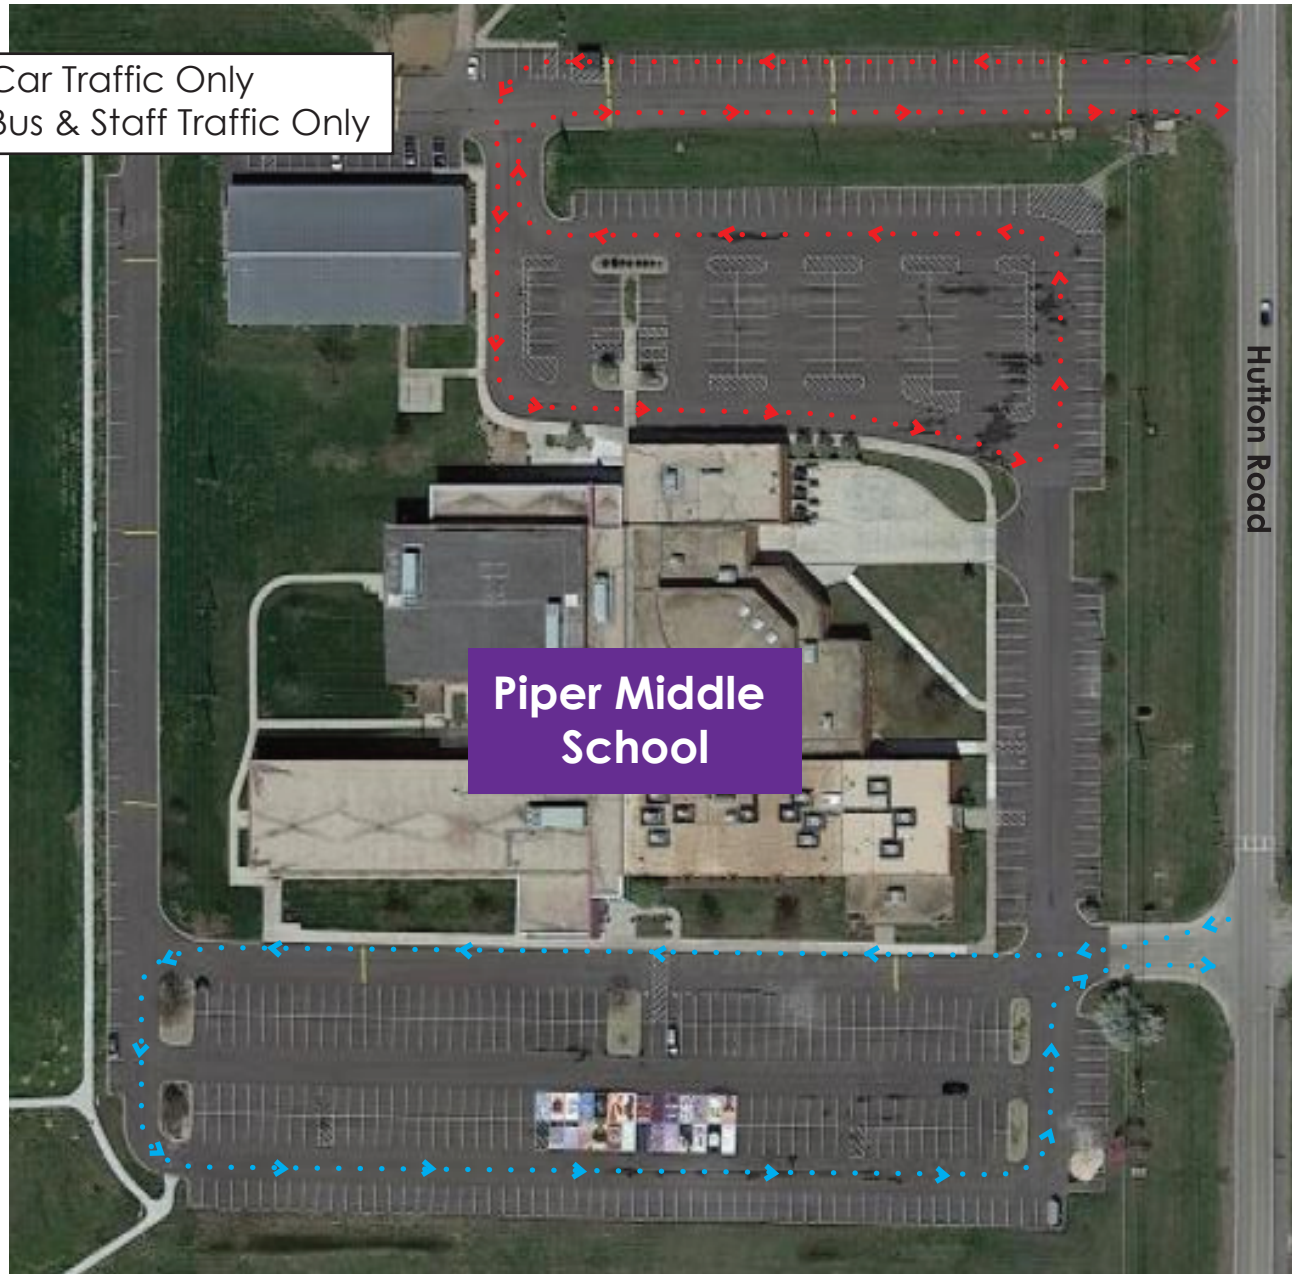 Car Traffic Only
Bus & Staff Traffic Only
Hutton Road
Piper Middle
School